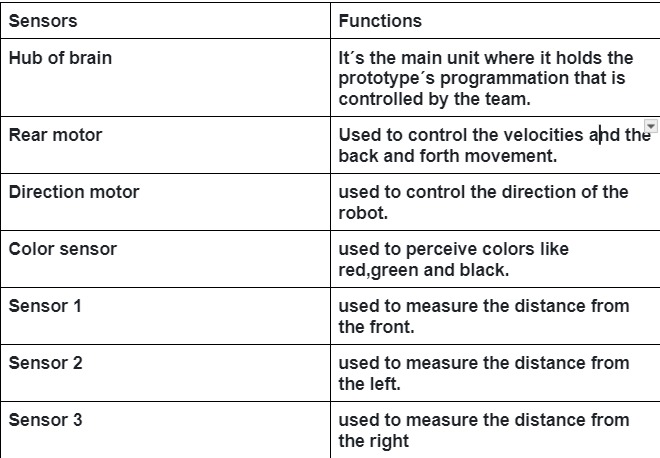 Sensors
Functions
Hub of brain
It´s the main unit where it holds the
prototype´s programmation that is
controlled by the team.
Rear motor
Used to control the velocities and the
back and forth movement.
Direction motor
used to control the direction of the
robot.
Color sensor
used to perceive colors like
red,green and black.
Sensor 1
used to measure the distance from
the front.
Sensor 2
used to measure the distance from
the left.
Sensor 3
used to measure the distance from
the right